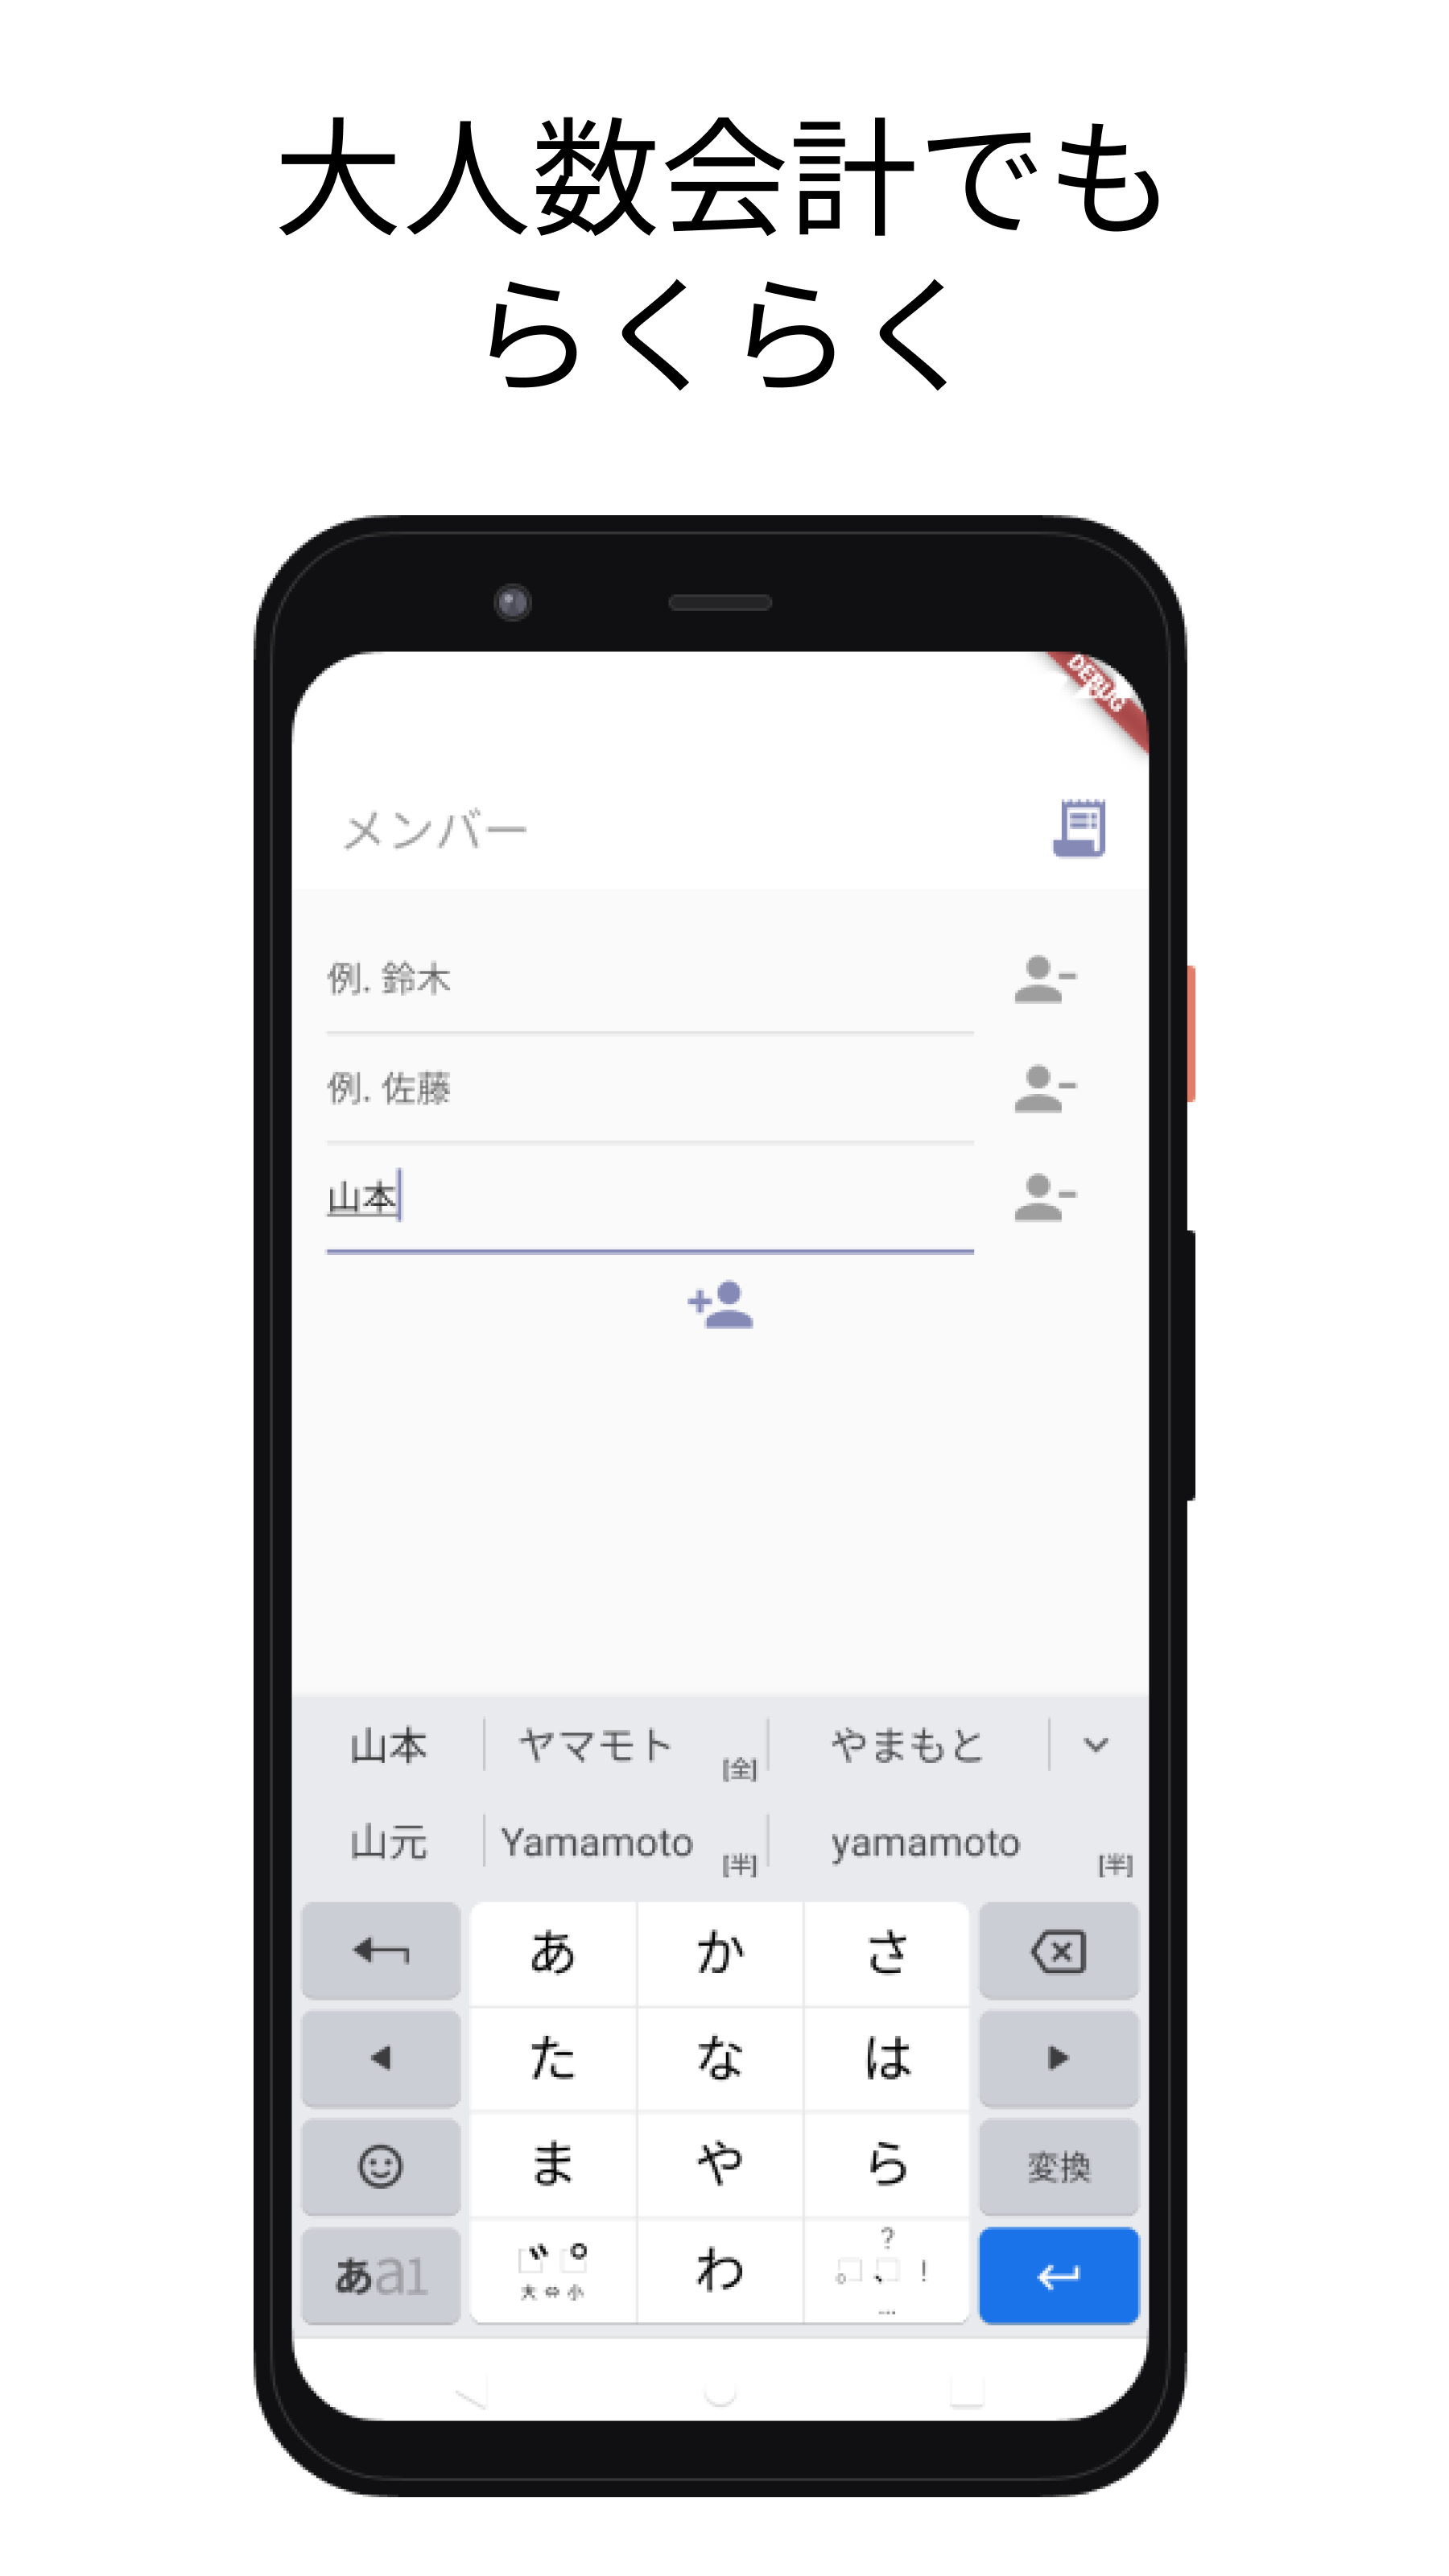 大人数会計でも
らくらく
DEBUG
メンバー
例. 鈴木
例. 佐藤
山本
山本 ヤマモト [全] やまもと
山元 Yamamoto [半] yamamoto [半]
あ か さ
た な は
ま や ら 変換
あa1 大⇔小 わ 。、?!…